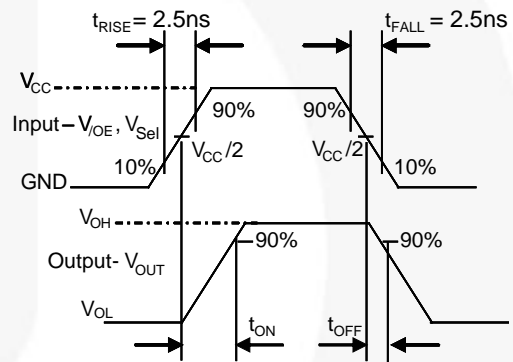 tRISE = 2.5ns
tFALL = 2.5ns
VCC
90%
90%
Input– V/OE, VSel
VCC/2
VCC/2
10%
10%
GND
VOH
90%
90%
Output- VOUT
VOL
tON
tOFF